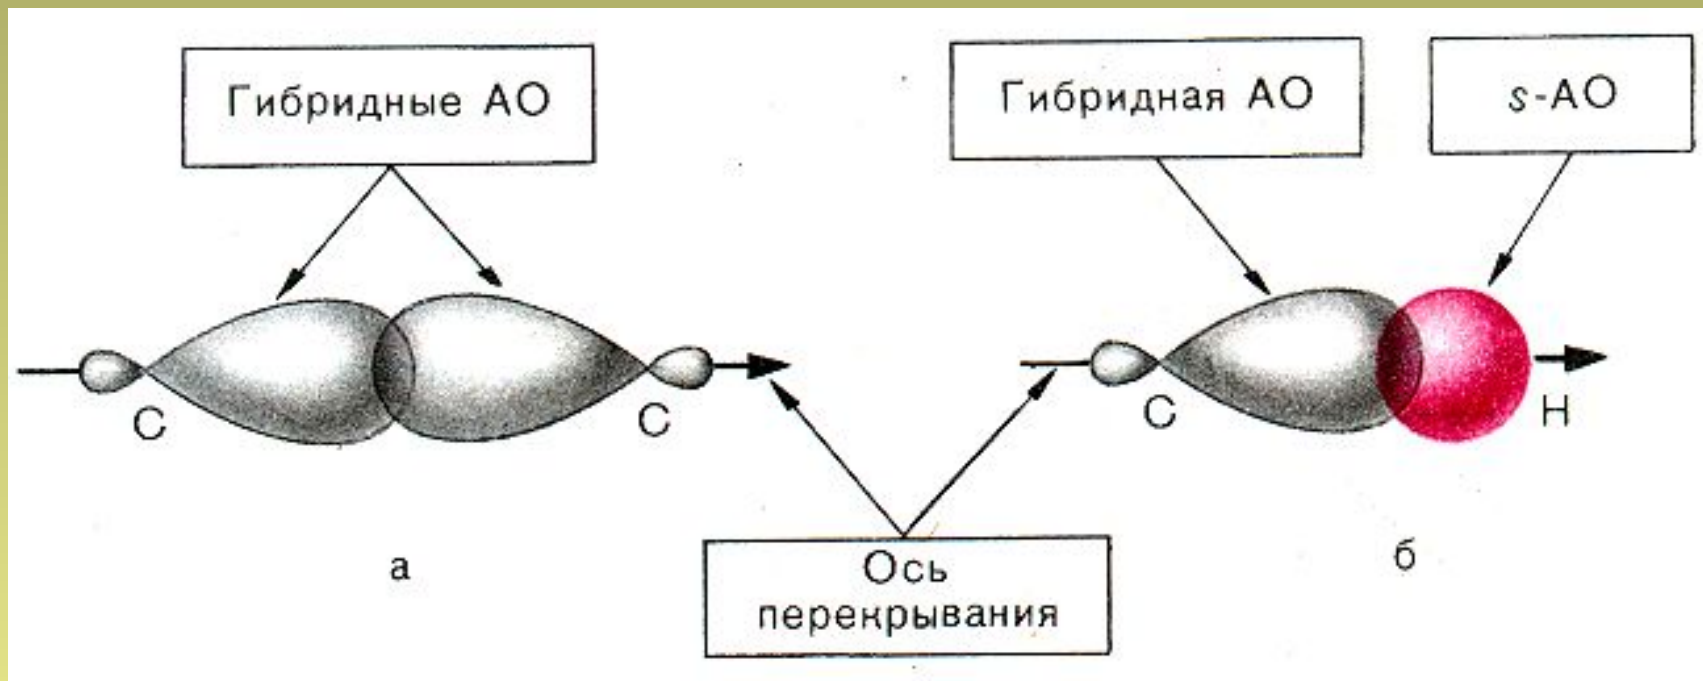 Гибридные АО
Гибридная АО
s-АО
С
С
С
Н
а
Ось
перекрывания
б